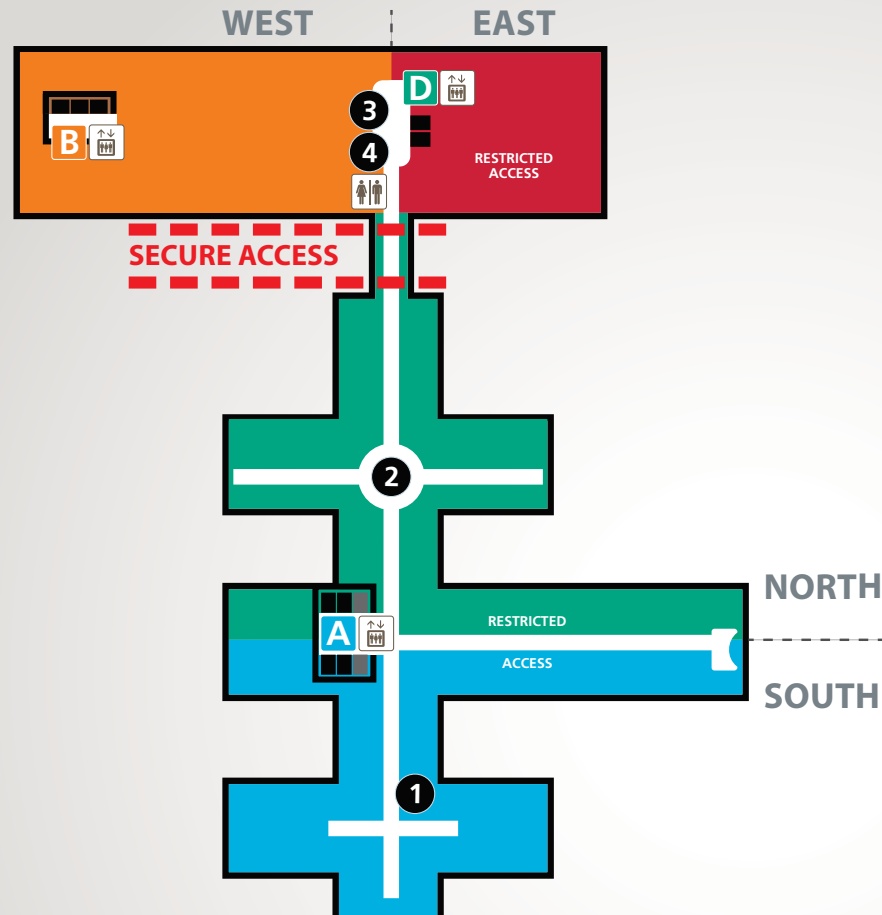 WEST
EAST
D
3
B
4
RESTRICTED
ACCESS
SECURE ACCESS
2
NORTH
RESTRICTED
A
ACCESS
SOUTH
1